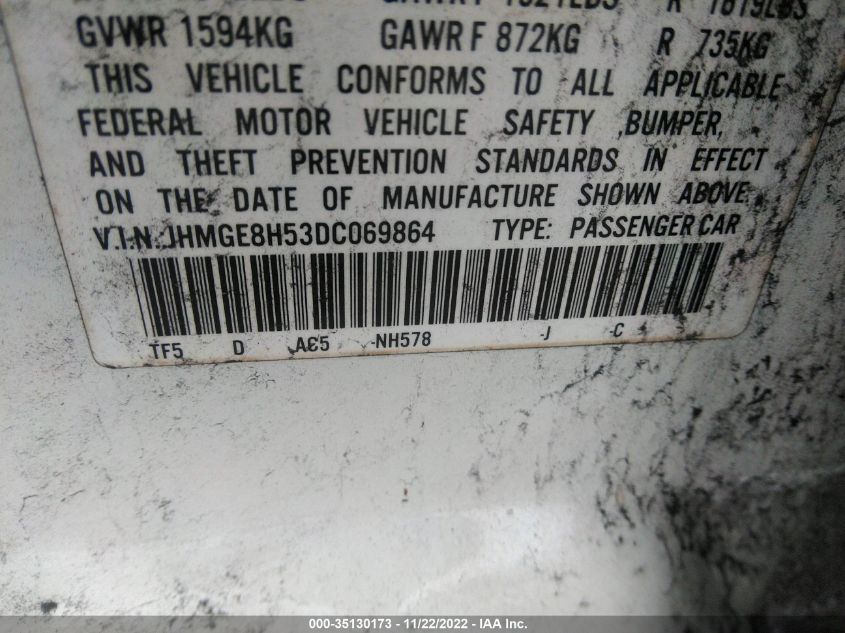 GVWR 1594KG GAWR F 872KG R 735KG
THIS VEHICLE CONFORMS TO ALL APPLICABLE
FEDERAL MOTOR VEHICLE SAFETY ,BUMPER,
AND THEFT PREVENTION STANDARDS IN EFFECT
ON THE DATE OF MANUFACTURE SHOWN ABOVE.
V.I.N. JHMGE8H53DC069864 TYPE: PASSENGER CAR
TF5 D AC5 -NH578 -J -C
000-35130173 - 11/22/2022 - IAA Inc.